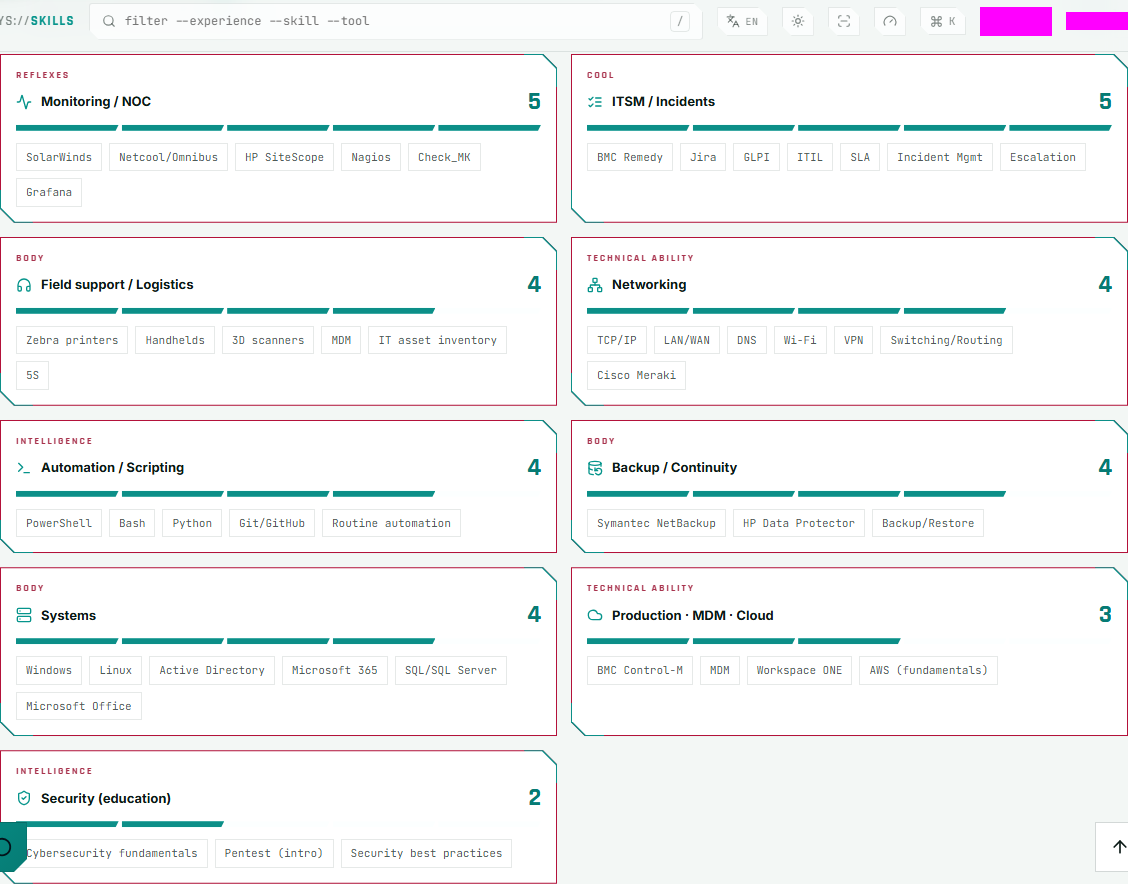 YS://SKILLS
filter --experience --skill --tool
/
EN
⌘ K
REFLEXES
Monitoring / NOC
5
SolarWinds
Netcool/Omnibus
HP SiteScope
Nagios
Check_MK
Grafana
COOL
ITSM / Incidents
5
BMC Remedy
Jira
GLPI
ITIL
SLA
Incident Mgmt
Escalation
BODY
Field support / Logistics
4
Zebra printers
Handhelds
3D scanners
MDM
IT asset inventory
5S
TECHNICAL ABILITY
Networking
4
TCP/IP
LAN/WAN
DNS
Wi-Fi
VPN
Switching/Routing
Cisco Meraki
INTELLIGENCE
Automation / Scripting
4
PowerShell
Bash
Python
Git/GitHub
Routine automation
BODY
Backup / Continuity
4
Symantec NetBackup
HP Data Protector
Backup/Restore
BODY
Systems
4
Windows
Linux
Active Directory
Microsoft 365
SQL/SQL Server
Microsoft Office
TECHNICAL ABILITY
Production · MDM · Cloud
3
BMC Control-M
MDM
Workspace ONE
AWS (fundamentals)
INTELLIGENCE
Security (education)
2
Cybersecurity fundamentals
Pentest (intro)
Security best practices